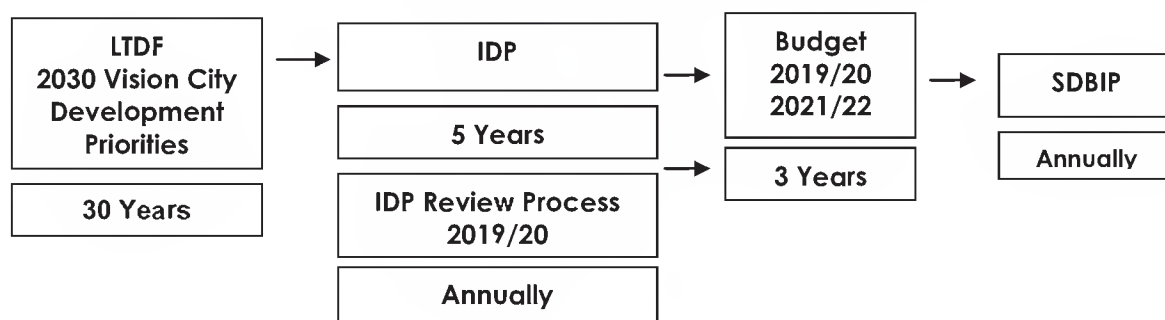 LTDF
2030 Vision City
Development
Priorities
30 Years
IDP
5 Years
IDP Review Process
2019/20
Annually
Budget
2019/20
2021/22
3 Years
SDBIP
Annually